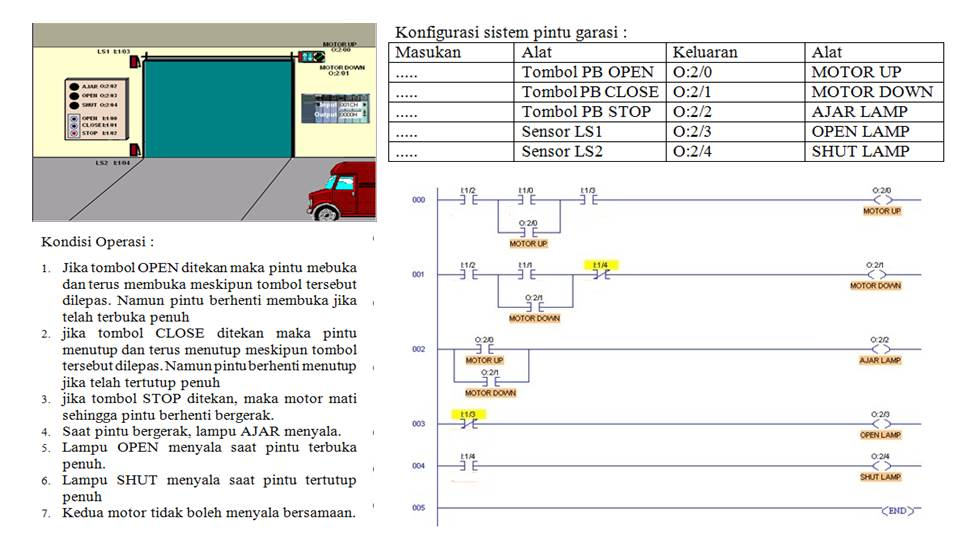 MOTOR UP
O:2/00
LS1 I:1/03
MOTOR DOWN
O:2/01
AJAR O:2/02
OPEN O:2/03
SHUT O:2/04
OPEN I:1/00
CLOSE I:1/01
STOP I:1/02
Input 001CH
Output 0000H
LS2 I:1/04
Kondisi Operasi :
1. Jika tombol OPEN ditekan maka pintu mebuka
dan terus membuka meskipun tombol tersebut
dilepas. Namun pintu berhenti membuka jika
telah terbuka penuh
2. jika tombol CLOSE ditekan maka pintu
menutup dan terus menutup meskipun tombol
tersebut dilepas. Namun pintu berhenti menutup
jika telah tertutup penuh
3. jika tombol STOP ditekan, maka motor mati
sehingga pintu berhenti bergerak.
4. Saat pintu bergerak, lampu AJAR menyala.
5. Lampu OPEN menyala saat pintu terbuka
penuh.
6. Lampu SHUT menyala saat pintu tertutup
penuh
7. Kedua motor tidak boleh menyala bersamaan.
Konfigurasi sistem pintu garasi :
Masukan Alat Keluaran Alat
..... Tombol PB OPEN O:2/0 MOTOR UP
..... Tombol PB CLOSE O:2/1 MOTOR DOWN
..... Tombol PB STOP O:2/2 AJAR LAMP
..... Sensor LS1 O:2/3 OPEN LAMP
..... Sensor LS2 O:2/4 SHUT LAMP
I:1/2 I:1/0 I:1/3 O:2/0
000
MOTOR UP
O:2/0
MOTOR UP
I:1/2 I:1/1 I:1/4 O:2/1
001
MOTOR DOWN
O:2/1
MOTOR DOWN
O:2/0 O:2/2
002
MOTOR UP AJAR LAMP
O:2/1
MOTOR DOWN
I:1/3 O:2/3
003
OPEN LAMP
I:1/4 O:2/4
004
SHUT LAMP
005 END